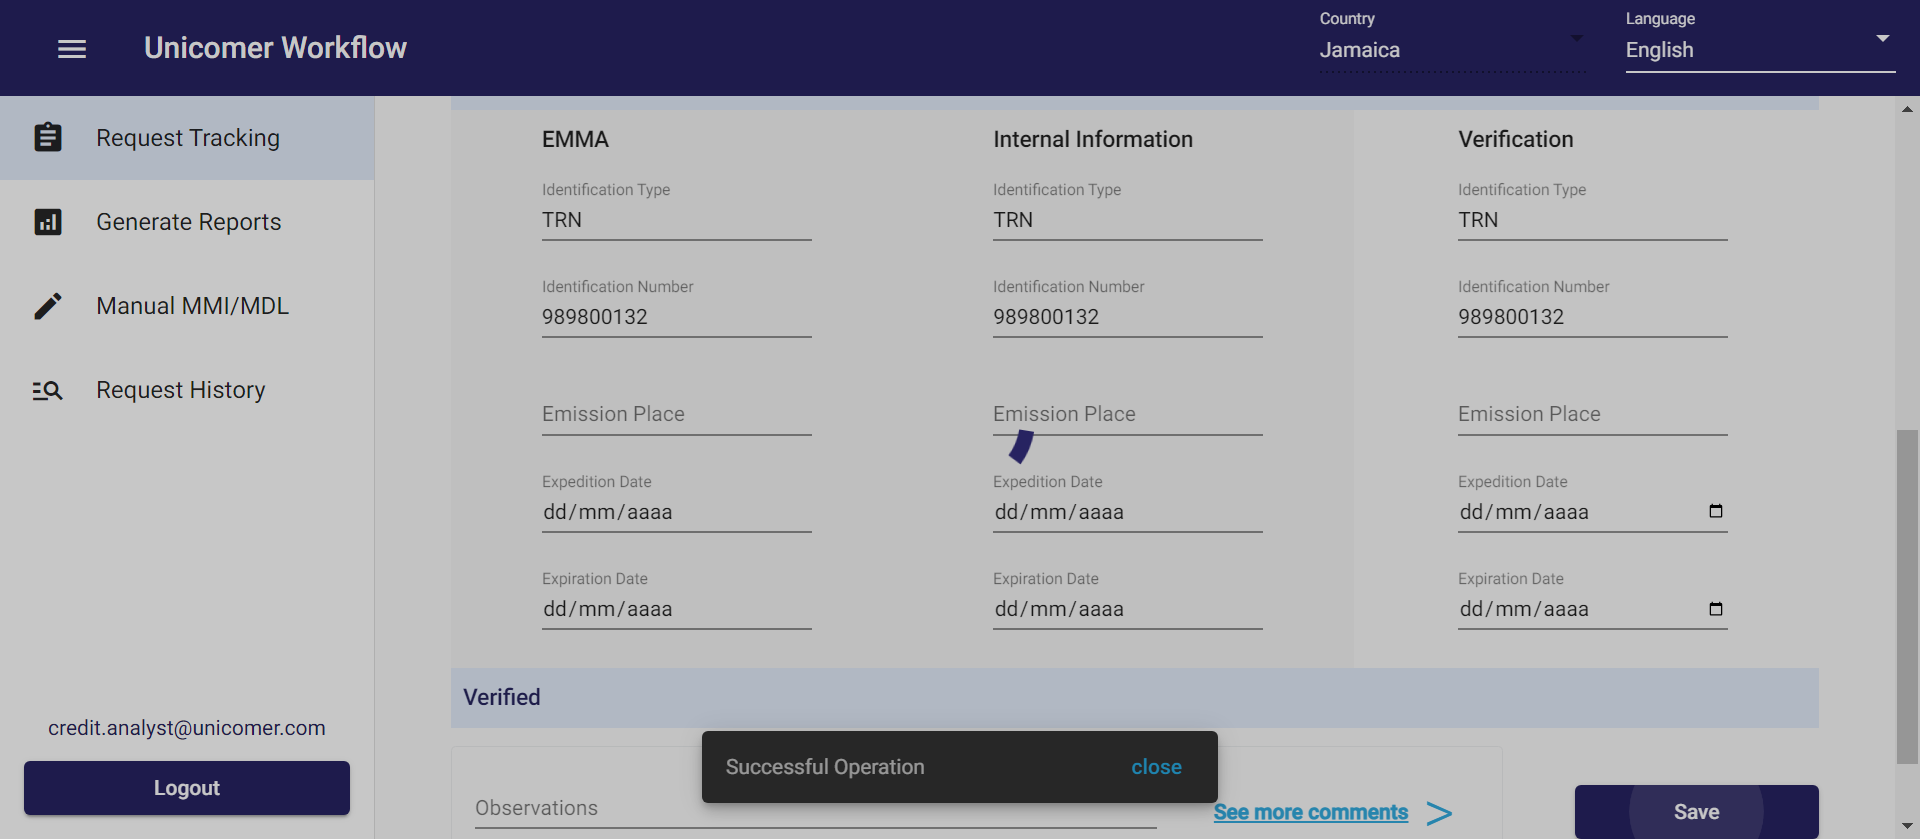 Unicomer Workflow
Country
Jamaica
Language
English
Request Tracking
Generate Reports
Manual MMI/MDL
Request History
credit.analyst@unicomer.com
Logout
EMMA
Identification Type
TRN
Identification Number
989800132
Emission Place
Expedition Date
dd/mm/aaaa
Expiration Date
dd/mm/aaaa
Internal Information
Identification Type
TRN
Identification Number
989800132
Emission Place
Expedition Date
dd/mm/aaaa
Expiration Date
dd/mm/aaaa
Verification
Identification Type
TRN
Identification Number
989800132
Emission Place
Expedition Date
dd/mm/aaaa
Expiration Date
dd/mm/aaaa
Verified
Successful Operation close
Observations
See more comments >
Save